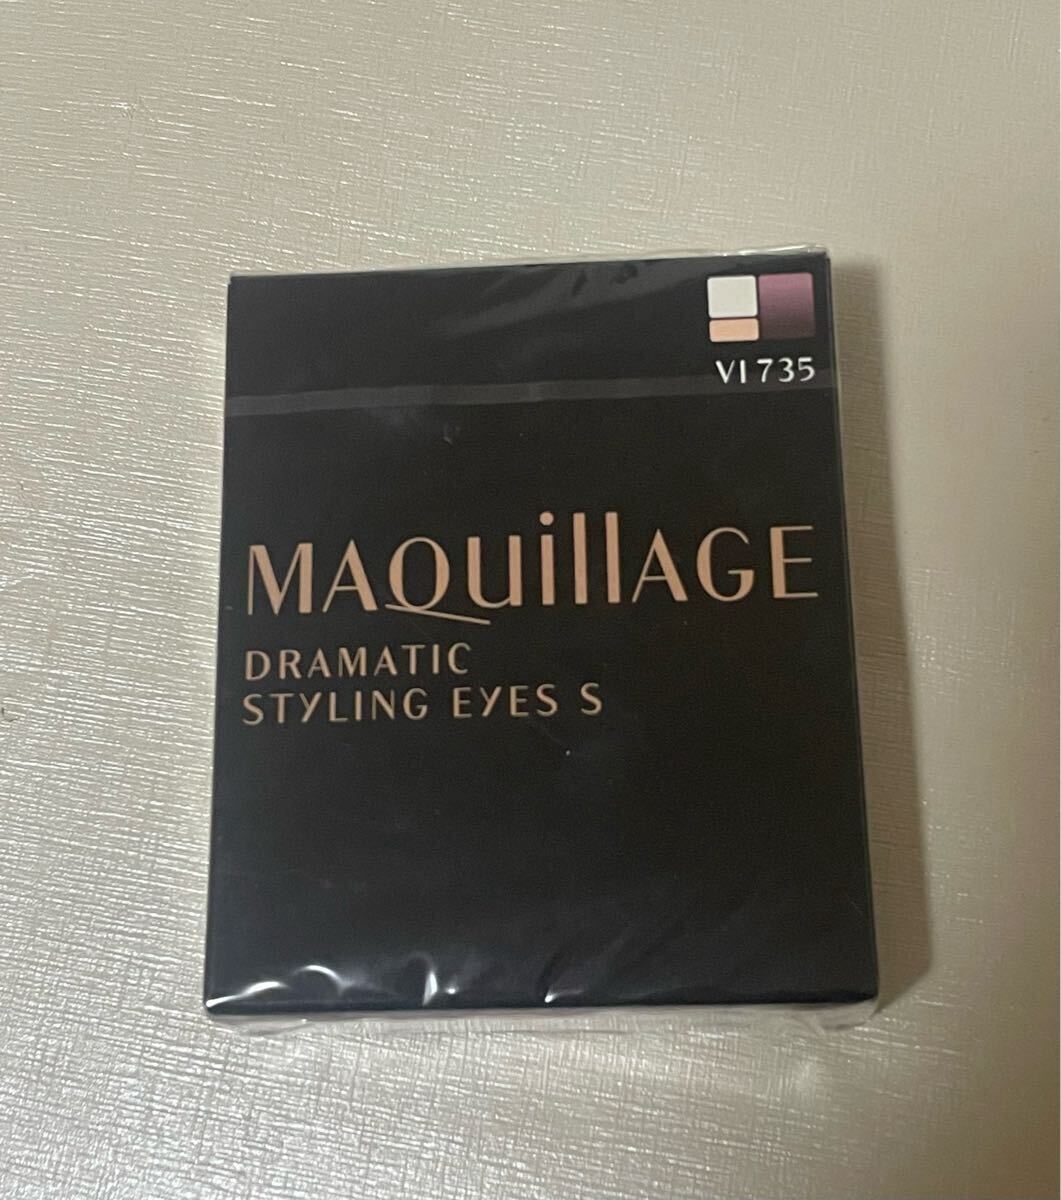 VI 735
MAQuillAGE
DRAMATIC
STYLING EYES S